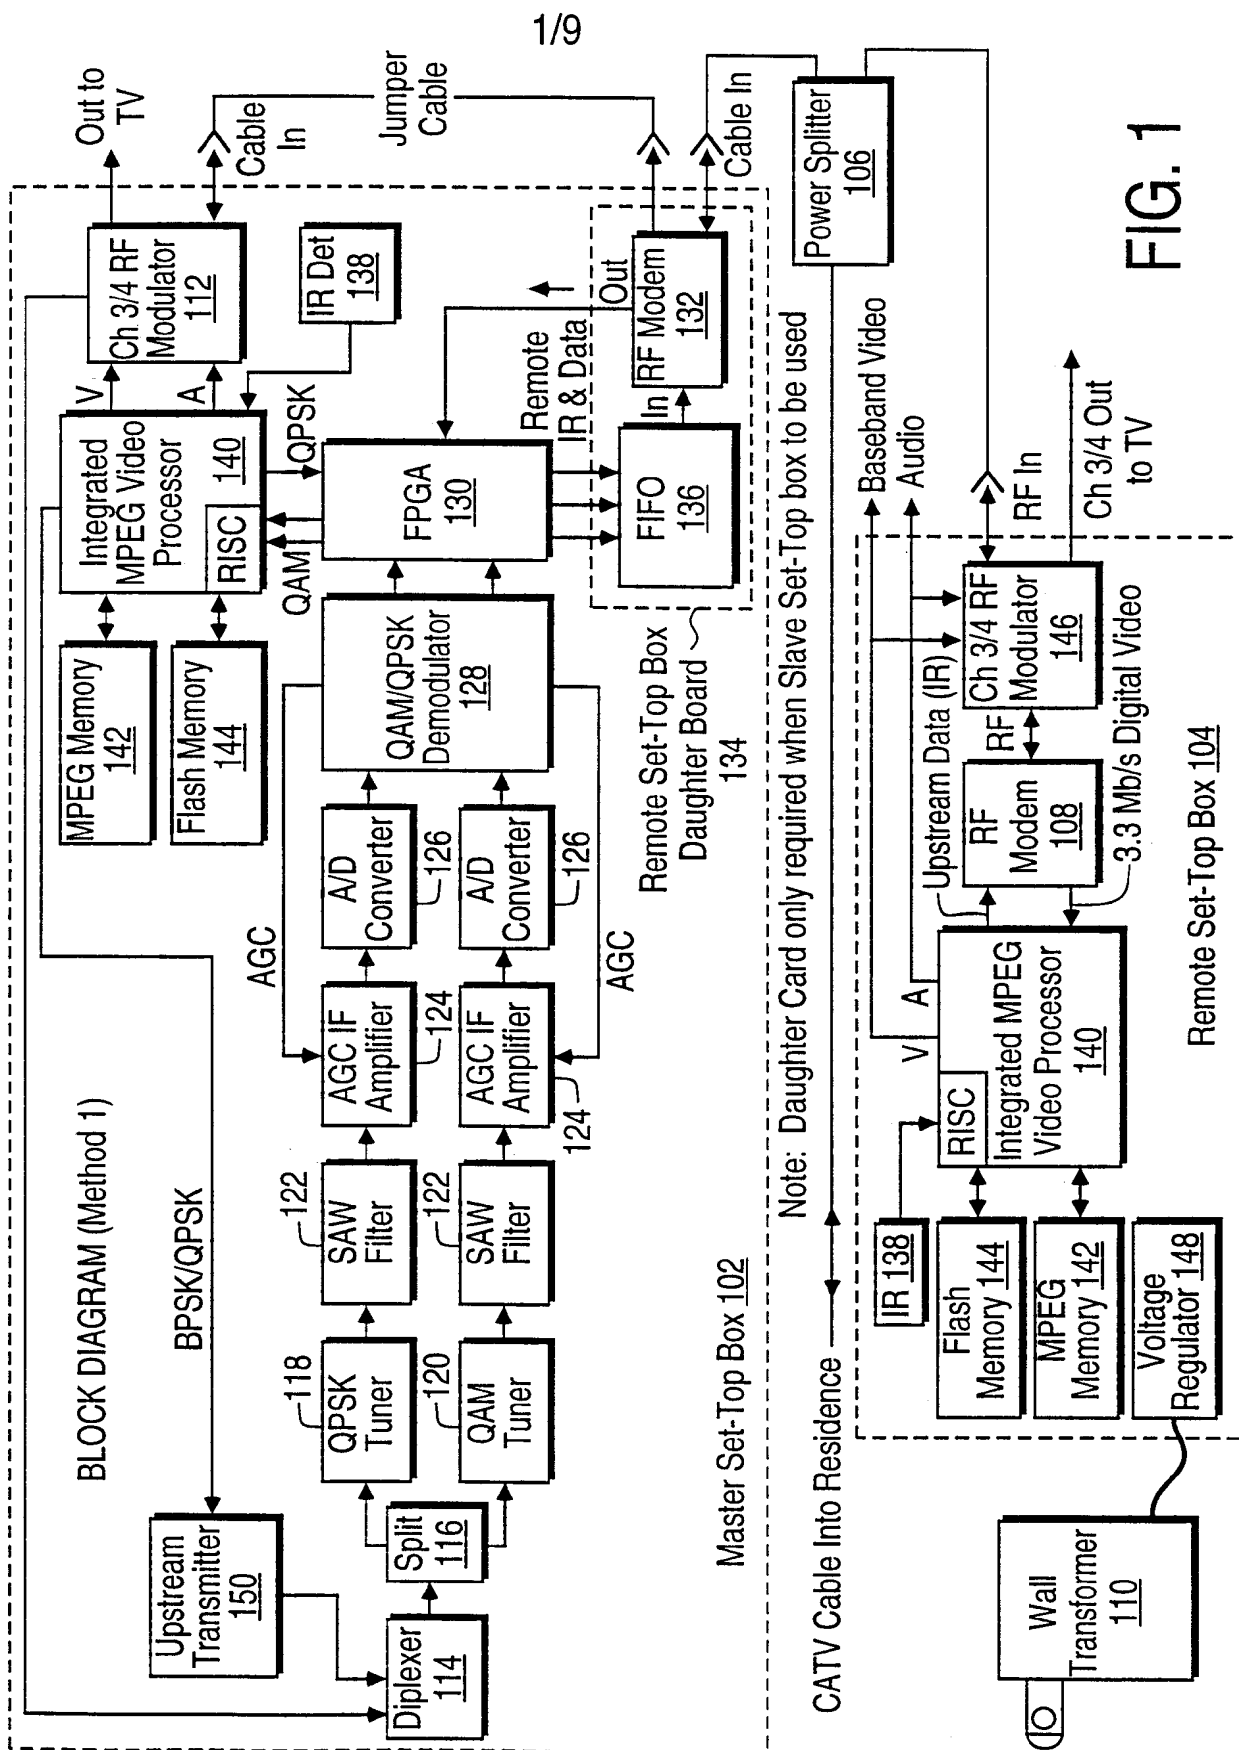 1/9
BLOCK DIAGRAM (Method 1)
BPSK/QPSK
Upstream
Transmitter
150
Diplexer
114
Split
116
118
QPSK
Tuner
120
QAM
Tuner
122
SAW
Filter
122
SAW
Filter
AGC
AGC IF
Amplifier
124
AGC IF
Amplifier
124
AGC
A/D
Converter
126
A/D
Converter
126
QAM/QPSK
Demodulator
128
MPEG Memory
142
Flash Memory
144
Integrated
MPEG Video
Processor
140
RISC
QAM
QPSK
FPGA
130
V
A
Ch 3/4 RF
Modulator
112
IR Det
138
Out to
TV
Cable
In
Jumper
Cable
Remote
IR & Data
Out
FIFO
136
In
RF Modem
132
Cable In
Remote Set-Top Box
Daughter Board
134
Master Set-Top Box 102
Note: Daughter Card only required when Slave Set-Top box to be used
CATV Cable Into Residence
Power Splitter
106
Baseband Video
Audio
IR 138
Flash
Memory 144
MPEG
Memory 142
Voltage
Regulator 148
RISC
Integrated MPEG
Video Processor
140
V
A
Upstream Data (IR)
RF
Modem
108
RF
3.3 Mb/s Digital Video
Ch 3/4 RF
Modulator
146
RF In
Ch 3/4 Out
to TV
Remote Set-Top Box 104
Wall
Transformer
110
FIG. 1